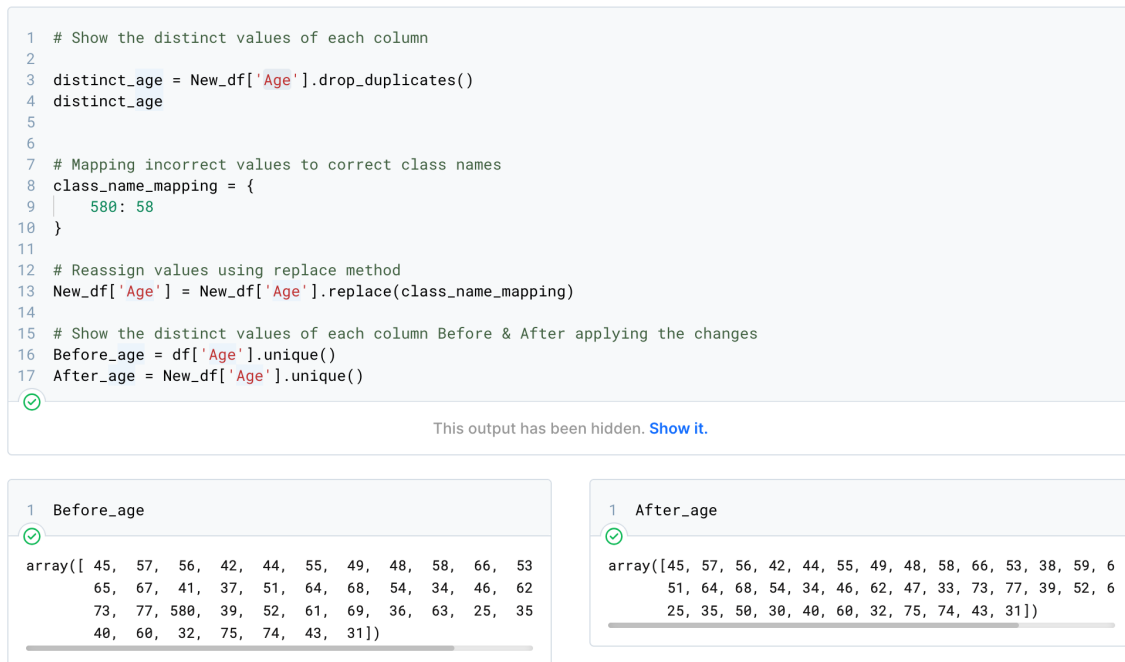 1 # Show the distinct values of each column
2
3 distinct_age = New_df['Age'].drop_duplicates()
4 distinct_age
5
6
7 # Mapping incorrect values to correct class names
8 class_name_mapping = {
9     580: 58
10 }
11
12 # Reassign values using replace method
13 New_df['Age'] = New_df['Age'].replace(class_name_mapping)
14
15 # Show the distinct values of each column Before & After applying the changes
16 Before_age = df['Age'].unique()
17 After_age = New_df['Age'].unique()
This output has been hidden. Show it.
1 Before_age
array([ 45, 57, 56, 42, 44, 55, 49, 48, 58, 66, 53
65, 67, 41, 37, 51, 64, 68, 54, 34, 46, 62
73, 77, 580, 39, 52, 61, 69, 36, 63, 25, 35
40, 60, 32, 75, 74, 43, 31])
1 After_age
array([45, 57, 56, 42, 44, 55, 49, 48, 58, 66, 53, 38, 59, 6
51, 64, 68, 54, 34, 46, 62, 47, 33, 73, 77, 39, 52, 6
25, 35, 50, 30, 40, 60, 32, 75, 74, 43, 31])